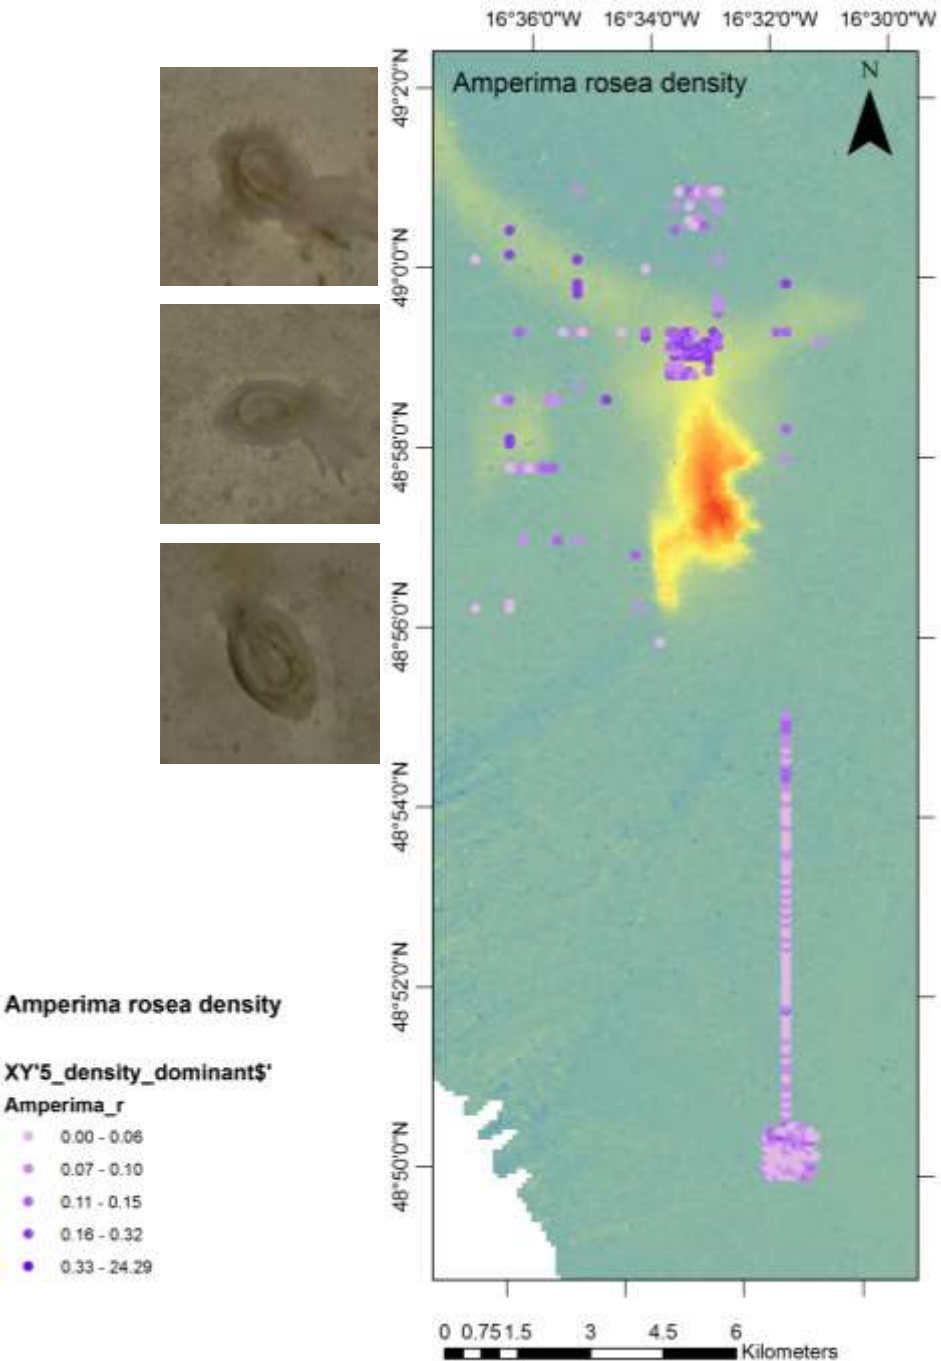 16°36'0"W 16°34'0"W 16°32'0"W 16°30'0"W
Amperima rosea density
N
49°2'0"N
49°0'0"N
48°58'0"N
48°56'0"N
48°54'0"N
48°52'0"N
48°50'0"N
Amperima rosea density
XY'5_density_dominant$'
Amperima_r
0.00 - 0.06
0.07 - 0.10
0.11 - 0.15
0.16 - 0.32
0.33 - 24.29
0 0.75 1.5 3 4.5 6
Kilometers